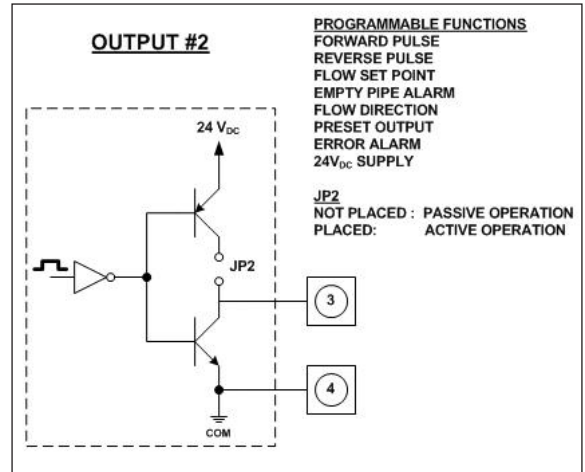 OUTPUT #2
PROGRAMMABLE FUNCTIONS
FORWARD PULSE
REVERSE PULSE
FLOW SET POINT
EMPTY PIPE ALARM
FLOW DIRECTION
PRESET OUTPUT
ERROR ALARM
24VDC SUPPLY
JP2
NOT PLACED : PASSIVE OPERATION
PLACED: ACTIVE OPERATION
24 VDC
JP2
3
4
COM